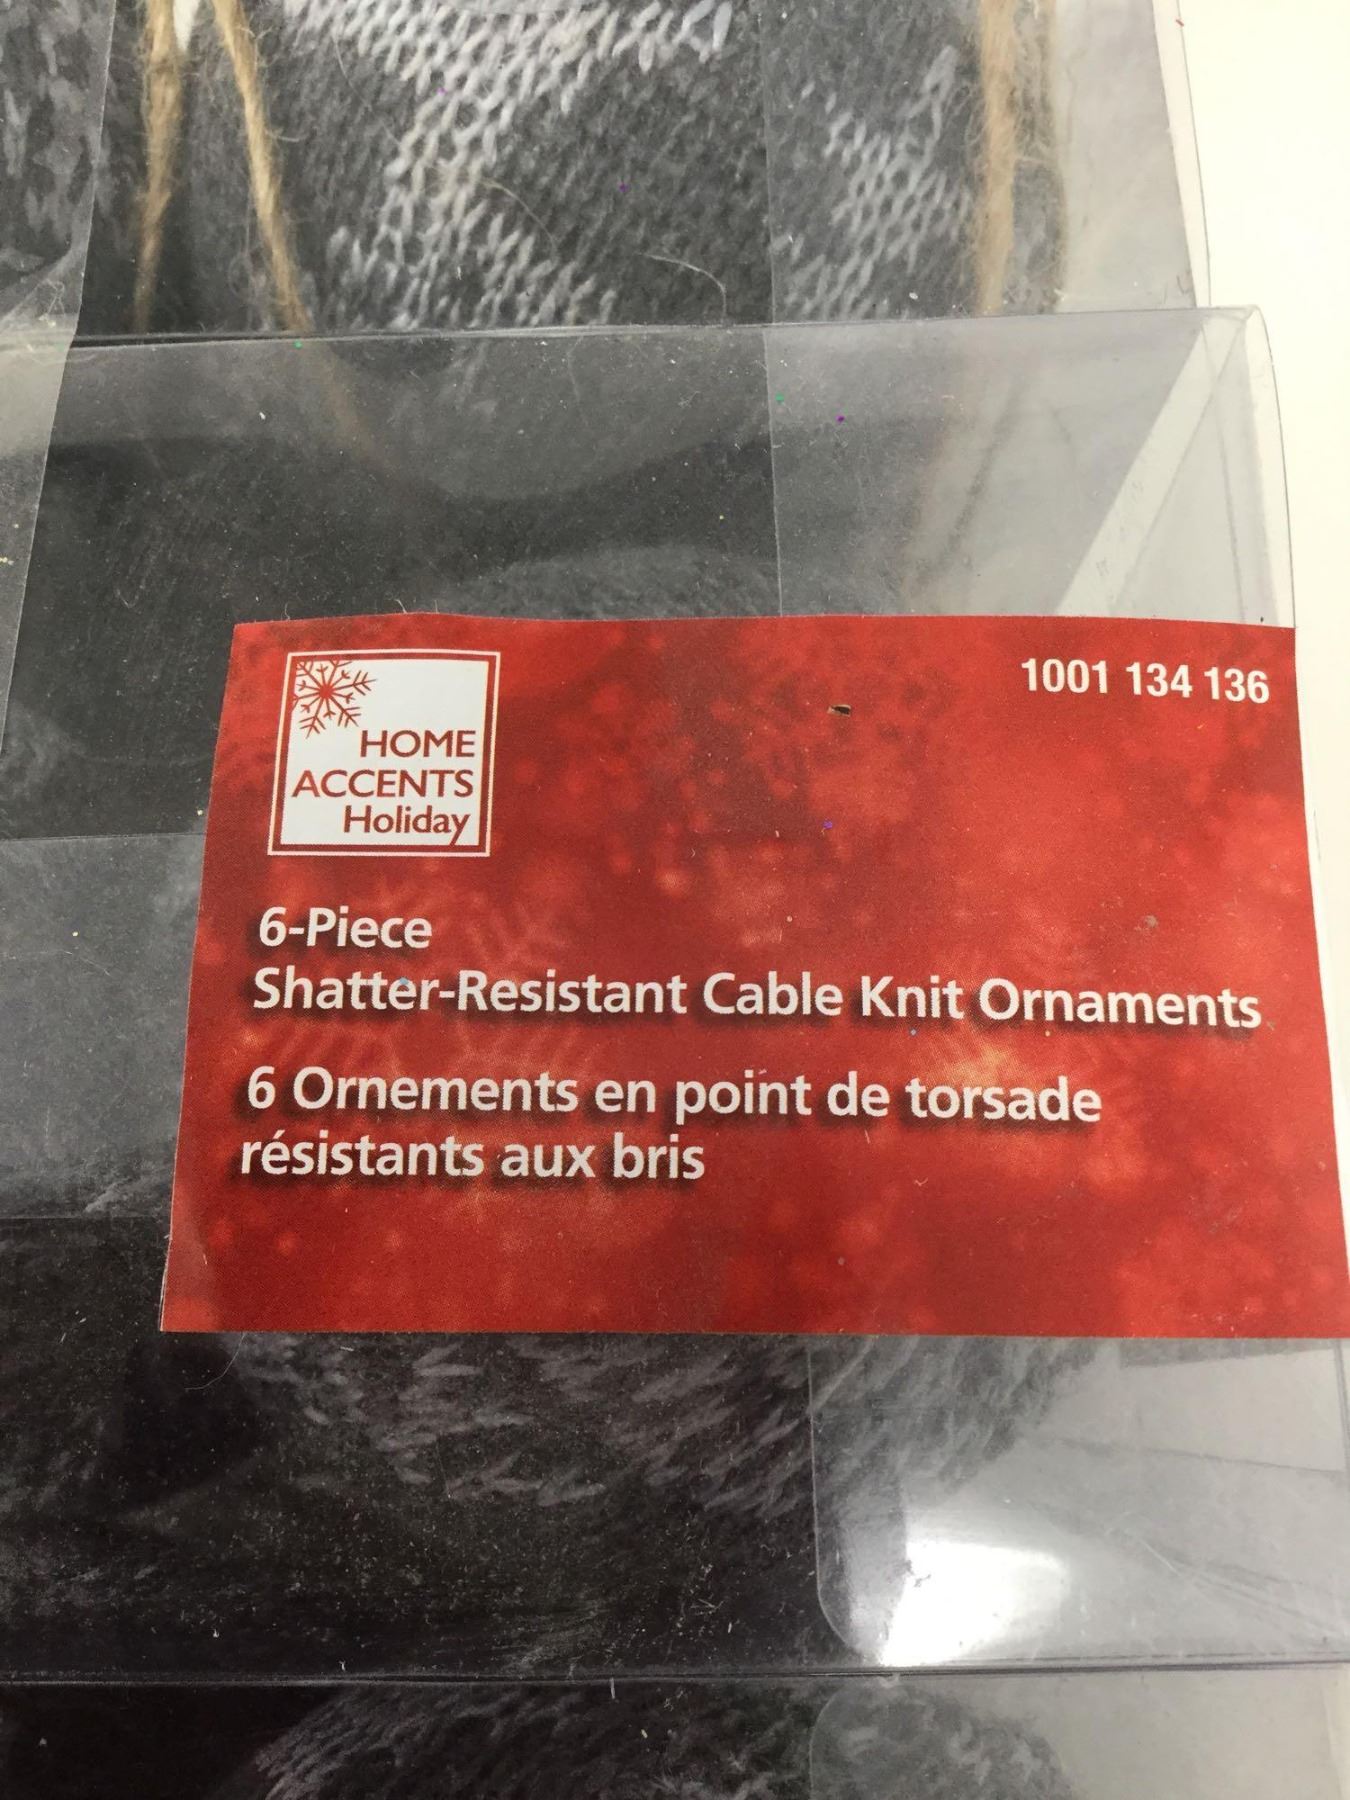 HOME
ACCENTS
Holiday
1001 134 136
6-Piece
Shatter-Resistant Cable Knit Ornaments
6 Ornements en point de torsade
résistants aux bris